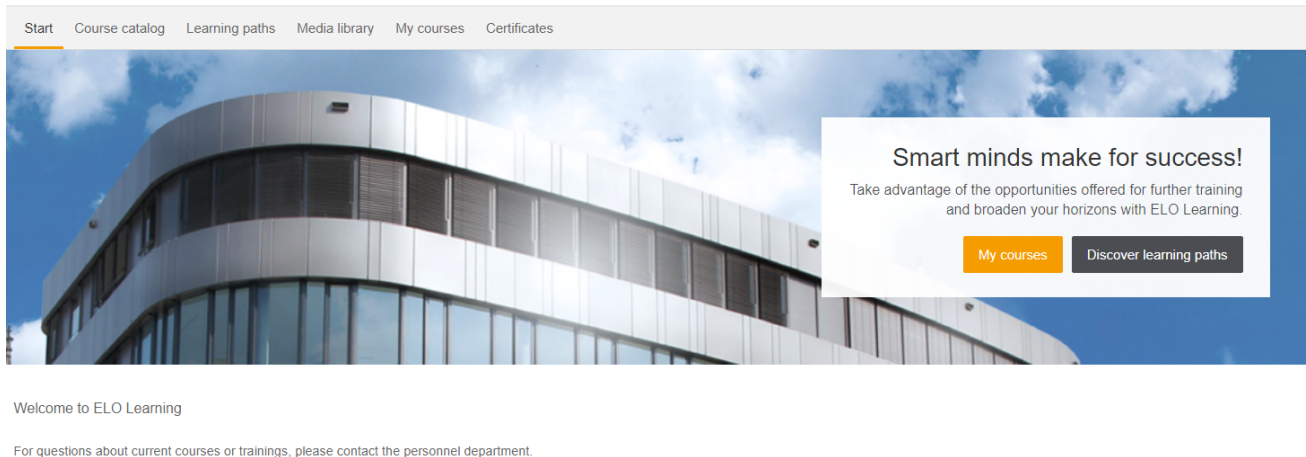 Start Course catalog Learning paths Media library My courses Certificates
Smart minds make for success!
Take advantage of the opportunities offered for further training
and broaden your horizons with ELO Learning.
My courses Discover learning paths
Welcome to ELO Learning
For questions about current courses or trainings, please contact the personnel department.